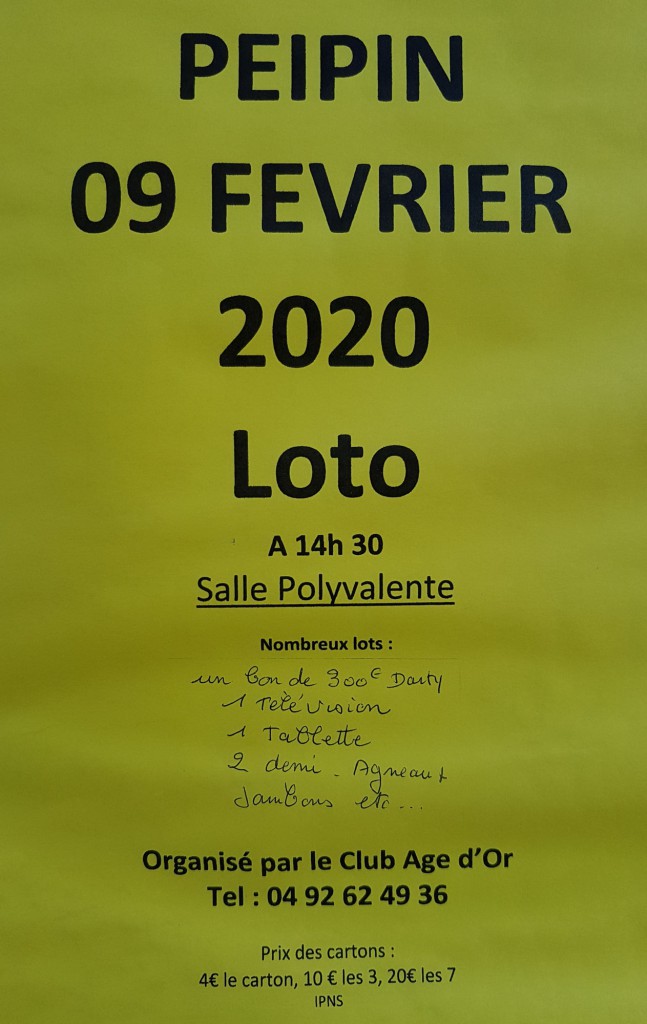 PEIPIN
09 FEVRIER
2020
Loto
A 14h 30
Salle Polyvalente
Nombreux lots :
un bon de 300€ Darty
1 Télévision
1 Tablette
2 demi - Agneaux
Jambons etc...
Organisé par le Club Age d'Or
Tel : 04 92 62 49 36
Prix des cartons :
4€ le carton, 10 € les 3, 20€ les 7
IPNS